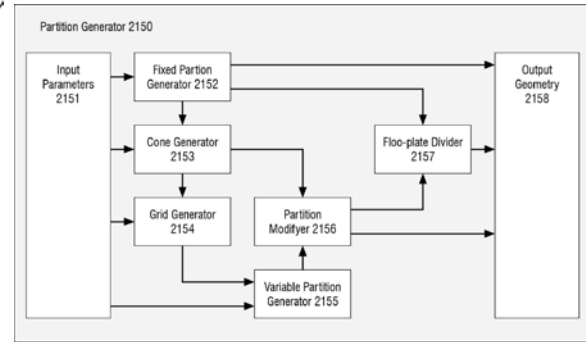 Partition Generator 2150
Input
Parameters
2151
Fixed Partion
Generator 2152
Output
Geometry
2158
Cone Generator
2153
Floo-plate Divider
2157
Grid Generator
2154
Partition
Modifyer 2156
Variable Partition
Generator 2155